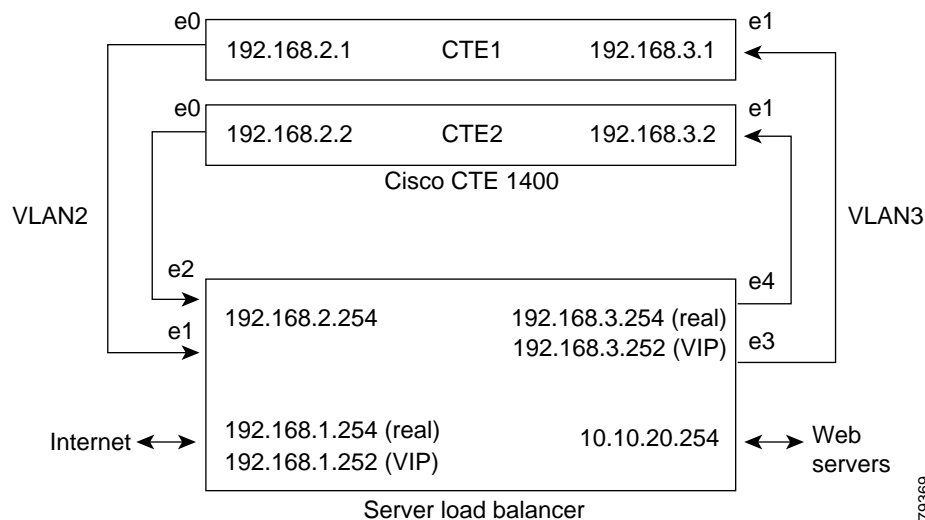 e0
e1
192.168.2.1 CTE1 192.168.3.1
e0
e1
192.168.2.2 CTE2 192.168.3.2
Cisco CTE 1400
VLAN2
VLAN3
e2
e4
192.168.2.254
192.168.3.254 (real)
e1
192.168.3.252 (VIP)
e3
Internet
192.168.1.254 (real)
192.168.1.252 (VIP)
10.10.20.254
Web
servers
Server load balancer
79369